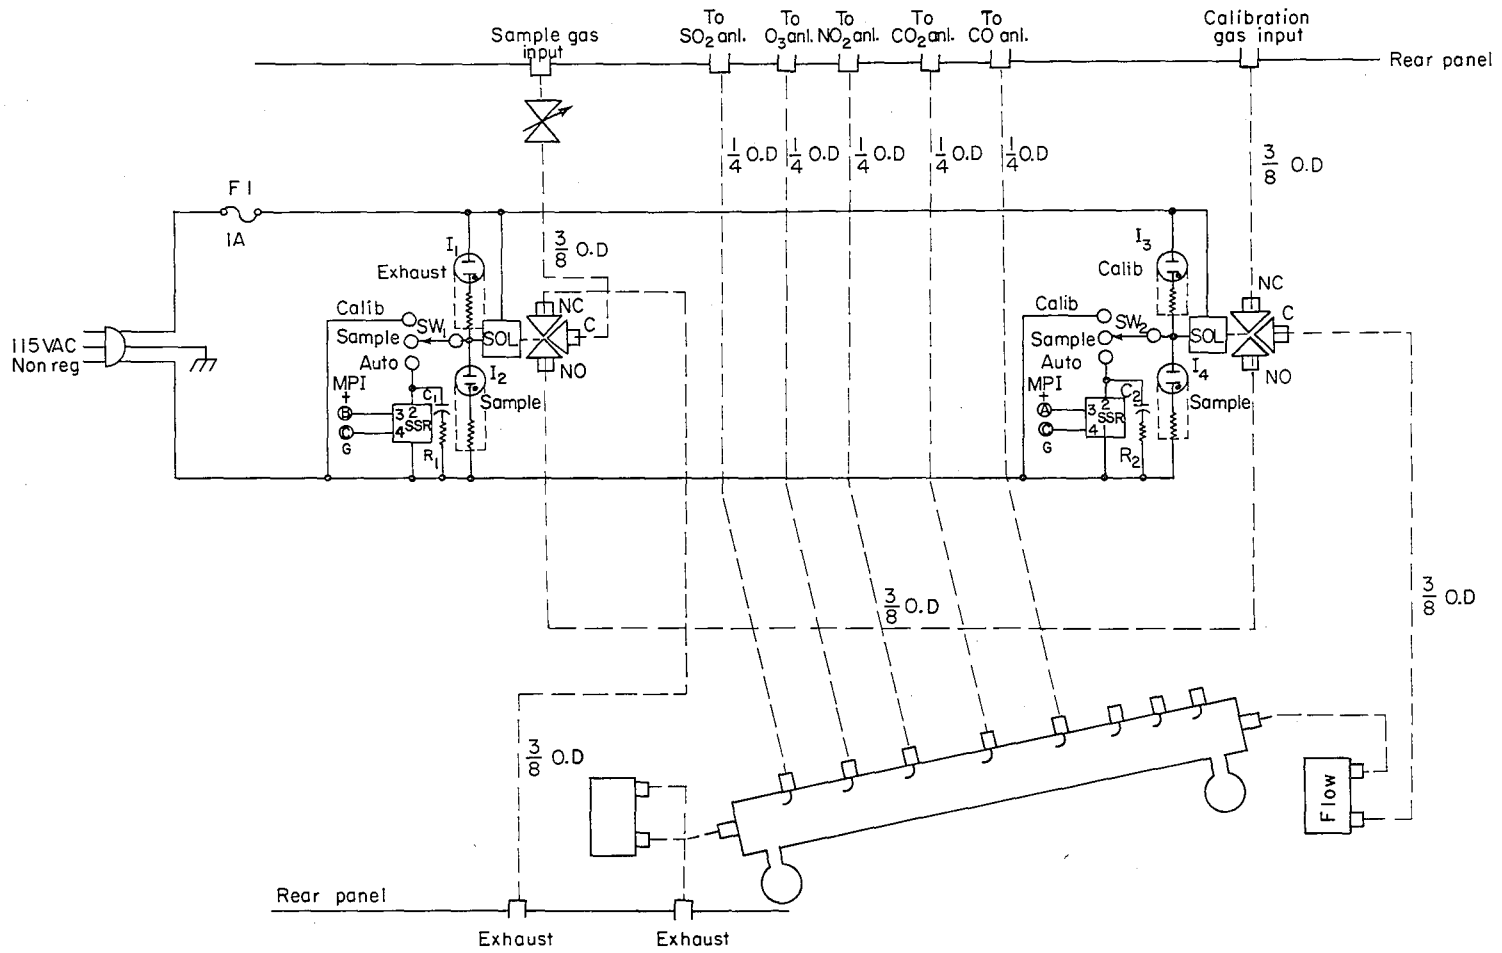 Sample gas
input
To
SO2 anl.
To
O3 anl.
To
NO2 anl.
To
CO2 anl.
To
CO anl.
Calibration
gas input
Rear panel
1/4 O.D
1/4 O.D
1/4 O.D
1/4 O.D
1/4 O.D
3/8 O.D
F1
1A
3/8 O.D
I1
Exhaust
Calib
Sample
SW1
Auto
MPI
+
B
C
G
3 2
SSR
4
C1
R1
SOL
NC
C
NO
I2
Sample
115 VAC
Non reg
I3
Calib
Calib
Sample
SW2
Auto
MPI
+
A
C
G
3 2
SSR
4
C2
R2
SOL
NC
C
NO
I4
Sample
3/8 O.D
3/8 O.D
3/8 O.D
Flow
Rear panel
Exhaust
Exhaust